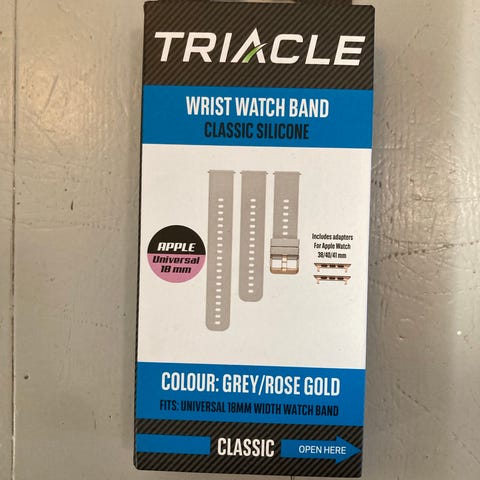 TRIACLE
WRIST WATCH BAND
CLASSIC SILICONE
APPLE
Universal
18 mm
Includes adapters
For Apple Watch
38/40/41 mm
COLOUR: GREY/ROSE GOLD
FITS: UNIVERSAL 18MM WIDTH WATCH BAND
CLASSIC
OPEN HERE